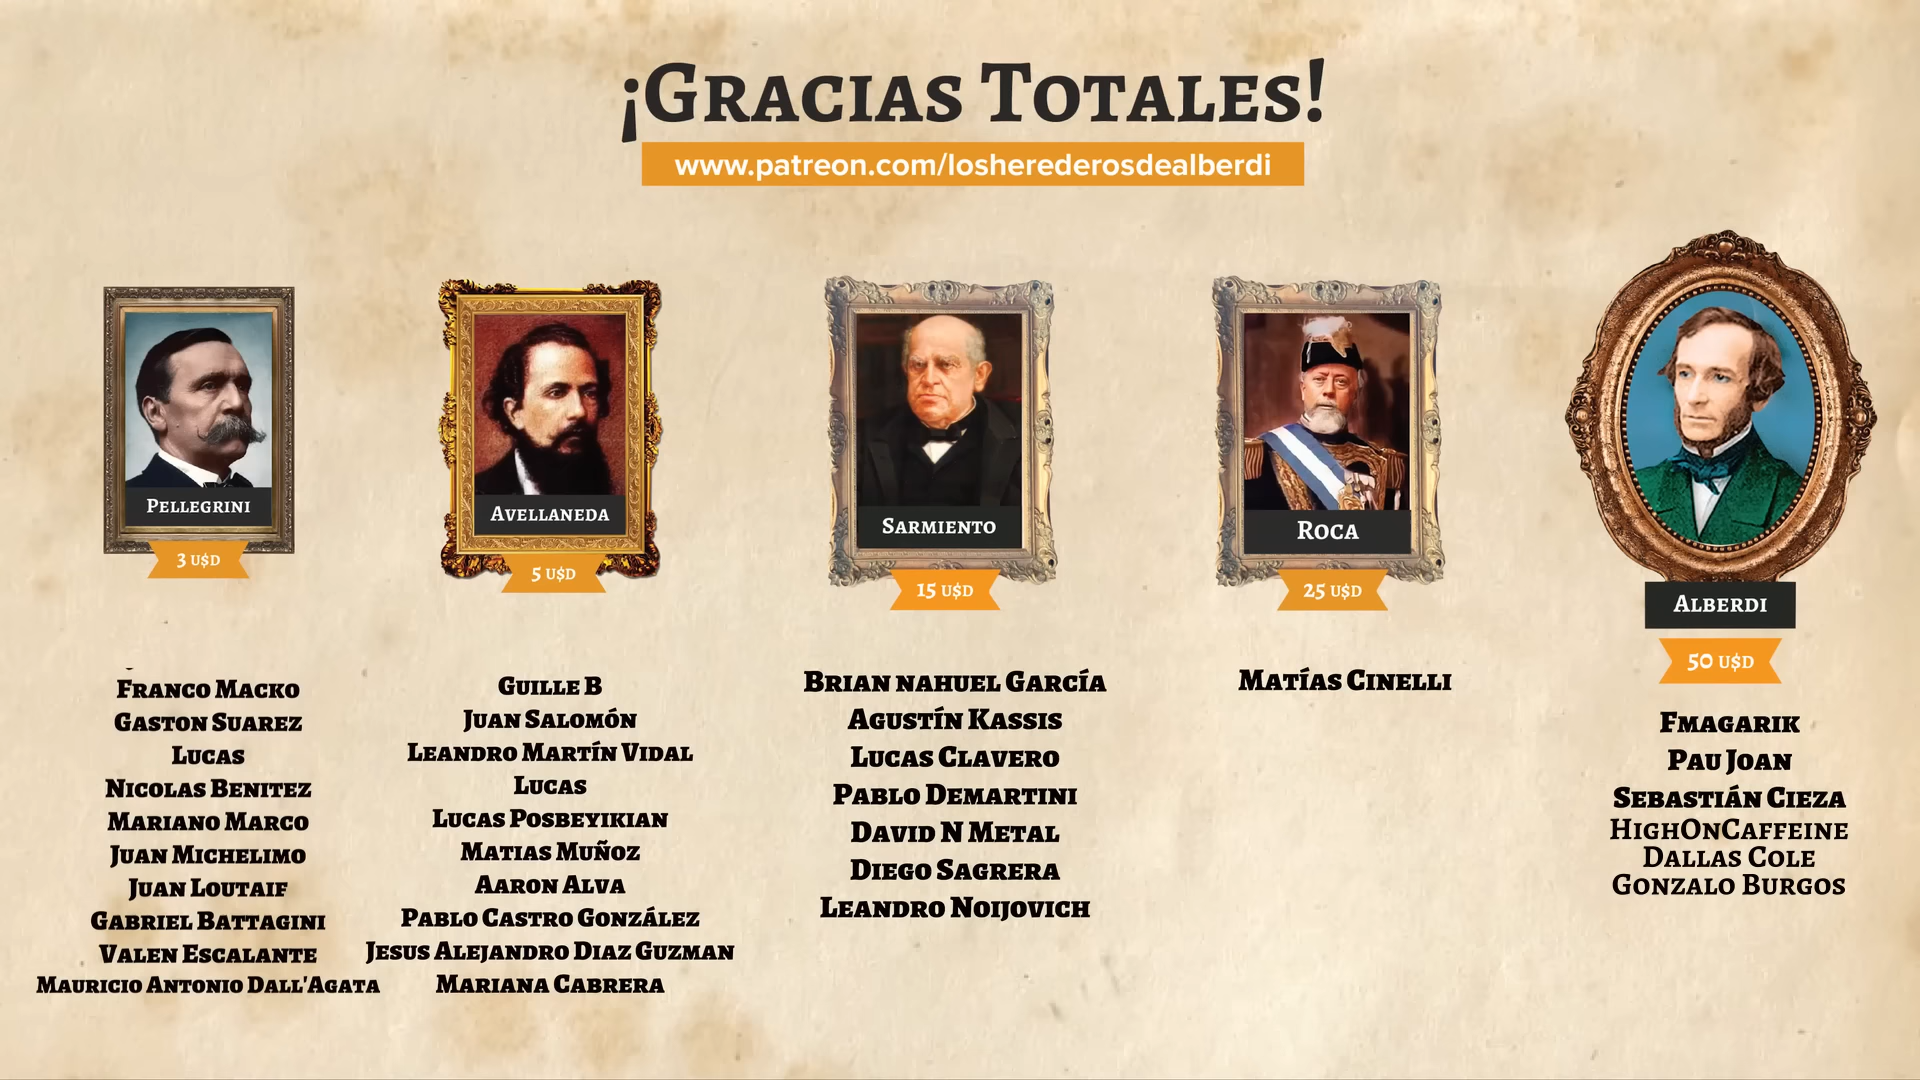 ¡Gracias Totales!
www.patreon.com/losherederosdealberdi
Pellegrini
3 U$D
Franco Macko
Gaston Suarez
Lucas
Nicolas Benitez
Mariano Marco
Juan Michelimo
Juan Loutaif
Gabriel Battagini
Valen Escalante
Mauricio Antonio Dall'Agata
Avellaneda
5 U$D
Guille B
Juan Salomón
Leandro Martín Vidal
Lucas
Lucas Posbeyikian
Matias Muñoz
Aaron Alva
Pablo Castro González
Jesus Alejandro Diaz Guzman
Mariana Cabrera
Sarmiento
15 U$D
Brian nahuel García
Agustín Kassis
Lucas Clavero
Pablo Demartini
David N Metal
Diego Sagrera
Leandro Noijovich
Roca
25 U$D
Matías Cinelli
Alberdi
50 U$D
Fmagarik
Pau Joan
Sebastián Cieza
HighOnCaffeine
Dallas Cole
Gonzalo Burgos